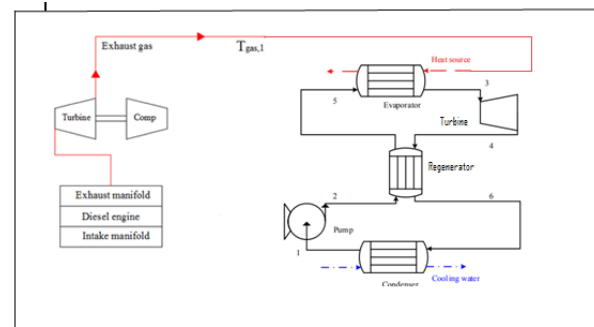 Exhaust gas
Tgas,1
Heat source
3
5
Evaporator
Turbine
Comp
Turbine
4
Regenerator
Exhaust manifold
2
6
Diesel engine
Pump
Intake manifold
1
Cooling water
Condenser